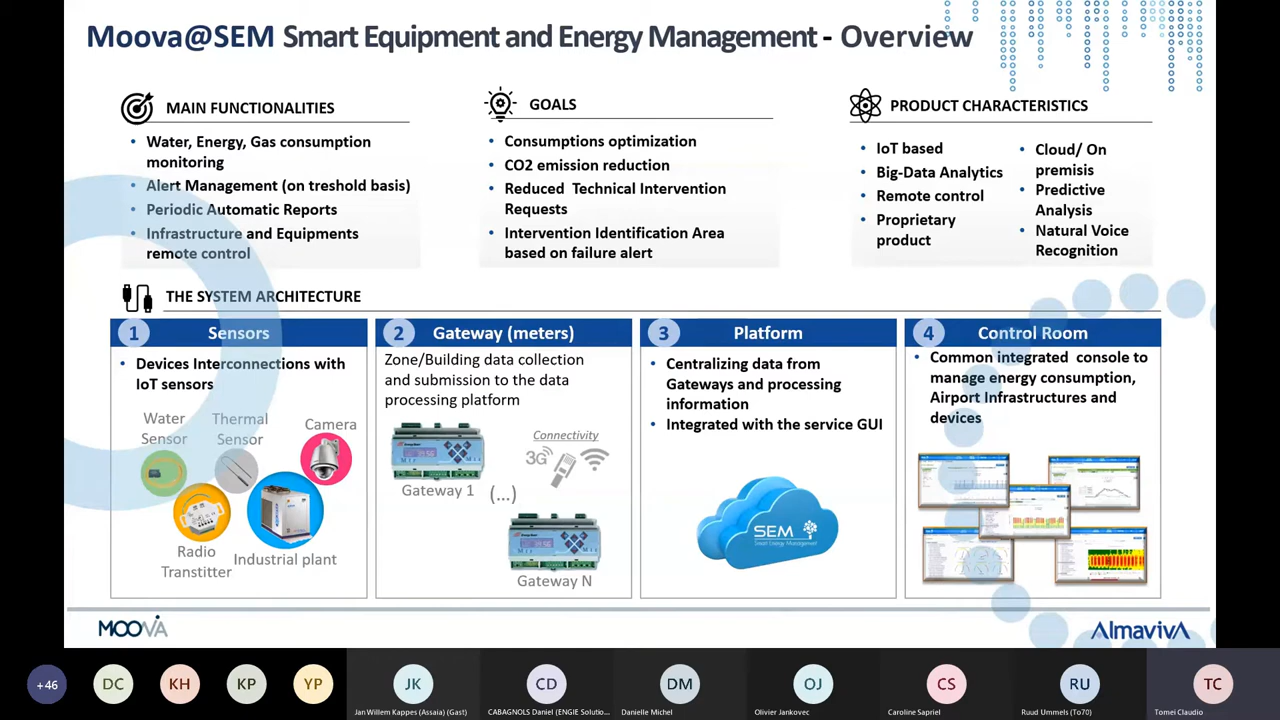 Moova@SEM Smart Equipment and Energy Management - Overview
MAIN FUNCTIONALITIES
• Water, Energy, Gas consumption
monitoring
• Alert Management (on treshold basis)
• Periodic Automatic Reports
• Infrastructure and Equipments
remote control
GOALS
• Consumptions optimization
• CO2 emission reduction
• Reduced Technical Intervention
Requests
• Intervention Identification Area
based on failure alert
PRODUCT CHARACTERISTICS
• IoT based
• Big-Data Analytics
• Remote control
• Proprietary
product
• Cloud/ On
premisis
• Predictive
Analysis
• Natural Voice
Recognition
THE SYSTEM ARCHITECTURE
1 Sensors
• Devices Interconnections with
IoT sensors
Water
Sensor
Thermal
Sensor
Camera
Radio
Transtitter
Industrial plant
2 Gateway (meters)
Zone/Building data collection
and submission to the data
processing platform
Connectivity
3G
Gateway 1
(...)
Gateway N
3 Platform
• Centralizing data from
Gateways and processing
information
• Integrated with the service GUI
SEM
Smart Energy Management
4 Control Room
• Common integrated console to
manage energy consumption,
Airport Infrastructures and
devices
MOOVA
AlmavivA
+46
DC
KH
KP
YP
JK
Jan Willem Kappes (Assaia) (Gast)
CD
CABAGNOLS Daniel (ENGIE Solutio...
DM
Danielle Michel
OJ
Olivier Jankovec
CS
Caroline Sapriel
RU
Ruud Ummels (To70)
TC
Tomei Claudio